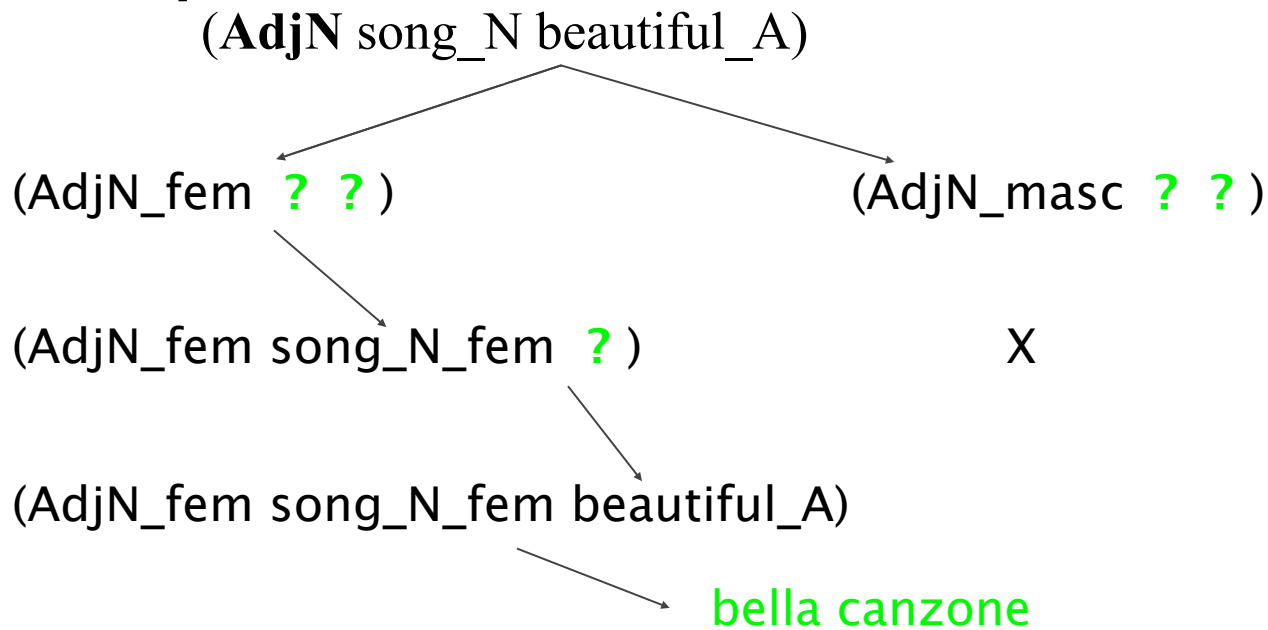 (AdjN song_N beautiful_A)
(AdjN_fem ? ? ) (AdjN_masc ? ? )
(AdjN_fem song_N_fem ? ) X
(AdjN_fem song_N_fem beautiful_A)
bella canzone